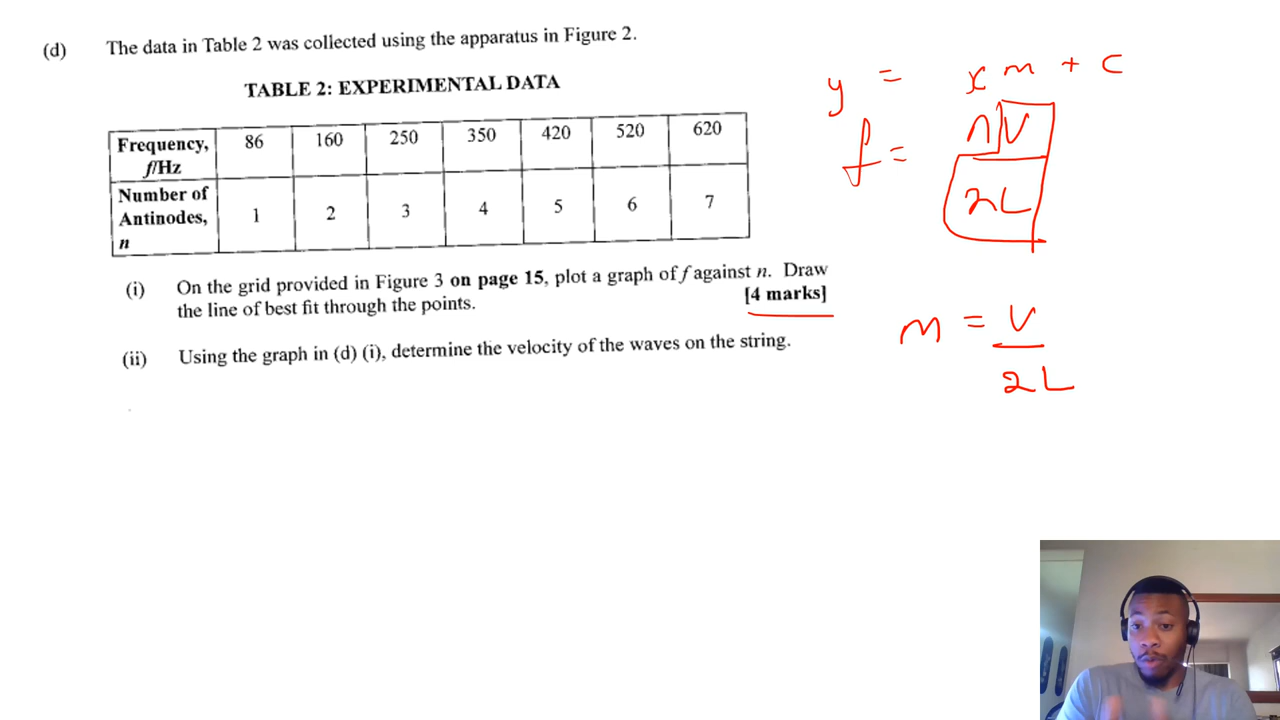 (d) The data in Table 2 was collected using the apparatus in Figure 2.
TABLE 2: EXPERIMENTAL DATA
Frequency, f/Hz 86 160 250 350 420 520 620
Number of Antinodes, n 1 2 3 4 5 6 7
(i) On the grid provided in Figure 3 on page 15, plot a graph of f against n. Draw
the line of best fit through the points. [4 marks]
(ii) Using the graph in (d) (i), determine the velocity of the waves on the string.
y = x m + c
f = nV / 2L
m = V / 2L